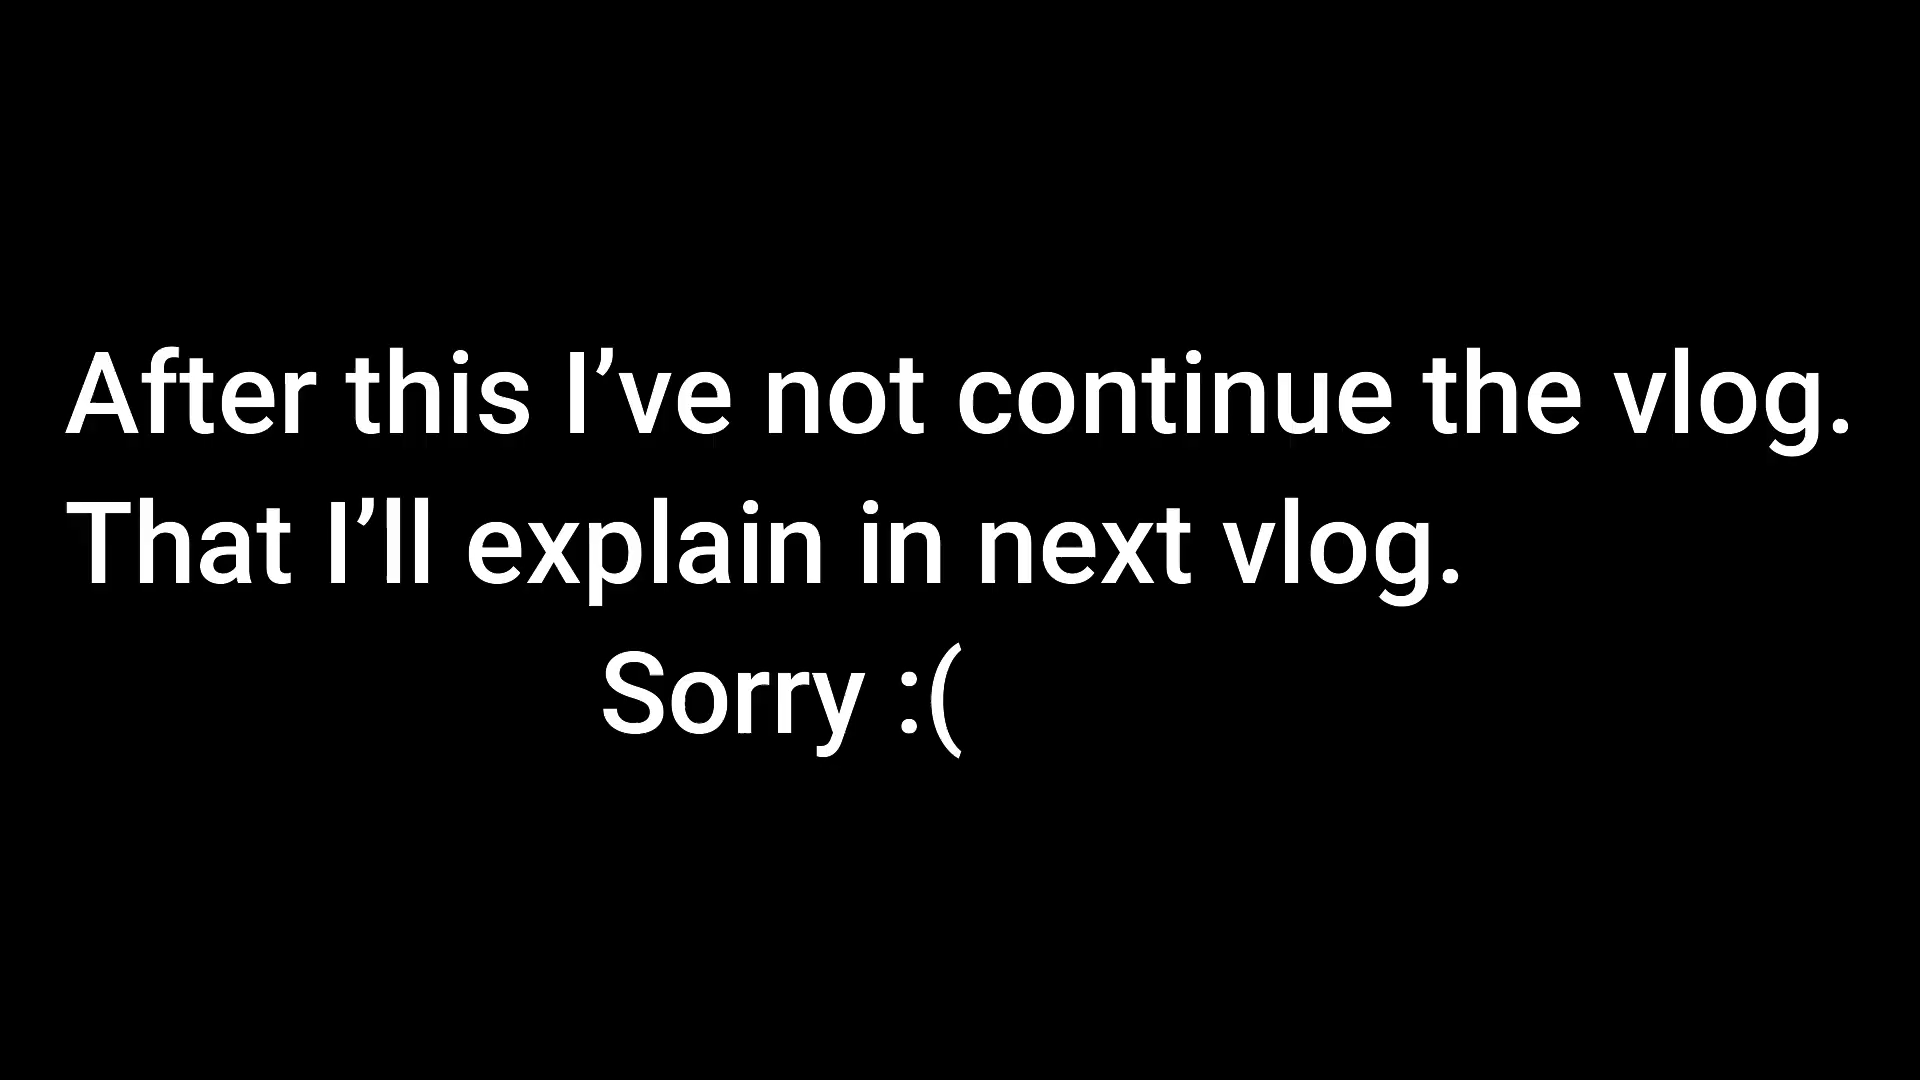 After this I’ve not continue the vlog.
That I’ll explain in next vlog.
Sorry :(